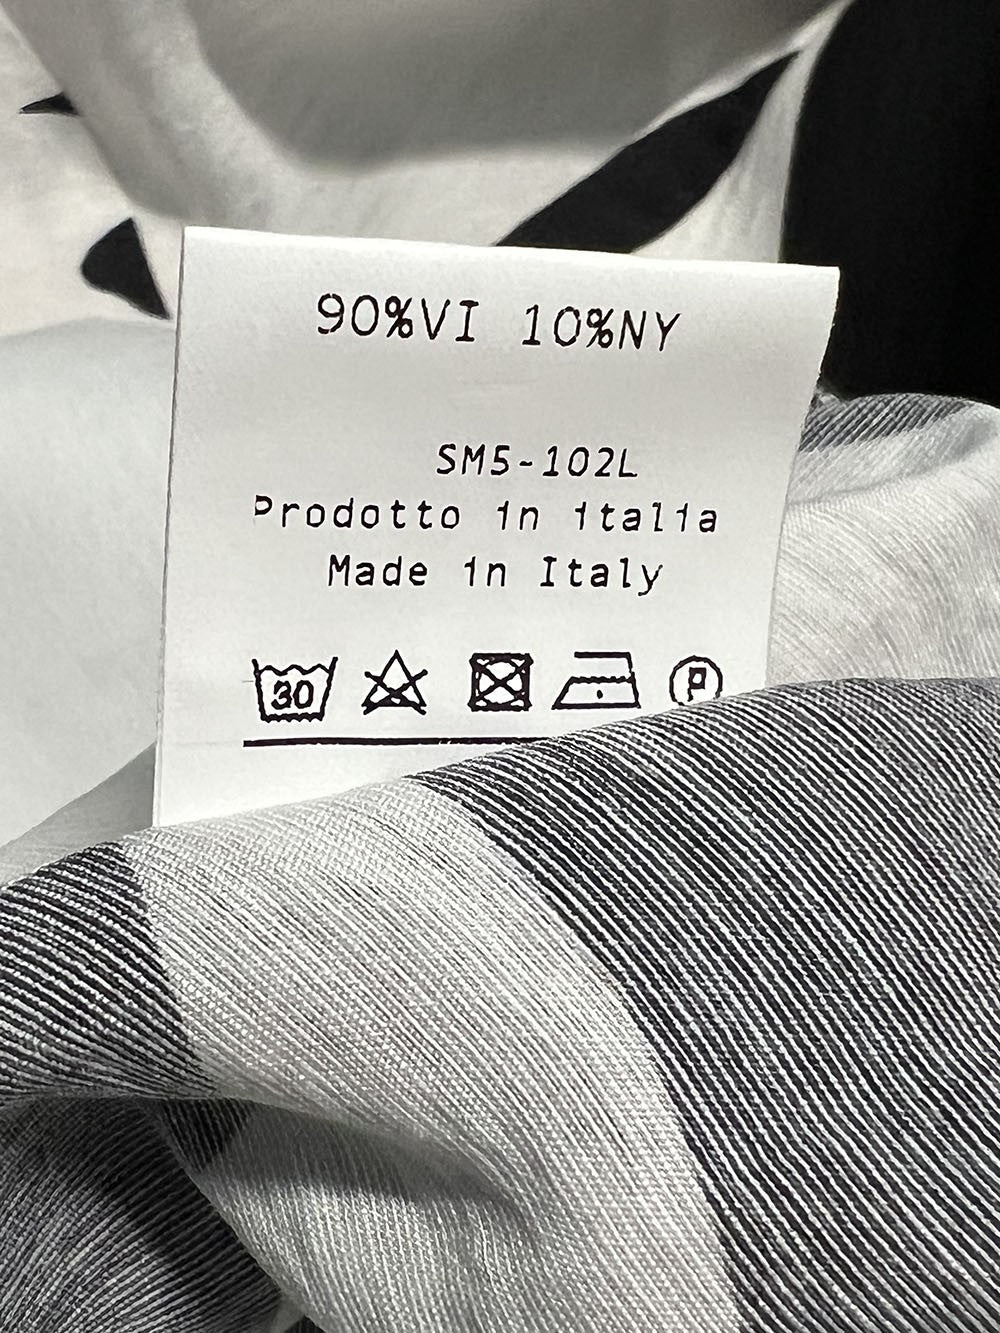 90%VI 10%NY
SM5-102L
Prodotto in italia
Made in Italy
30 P